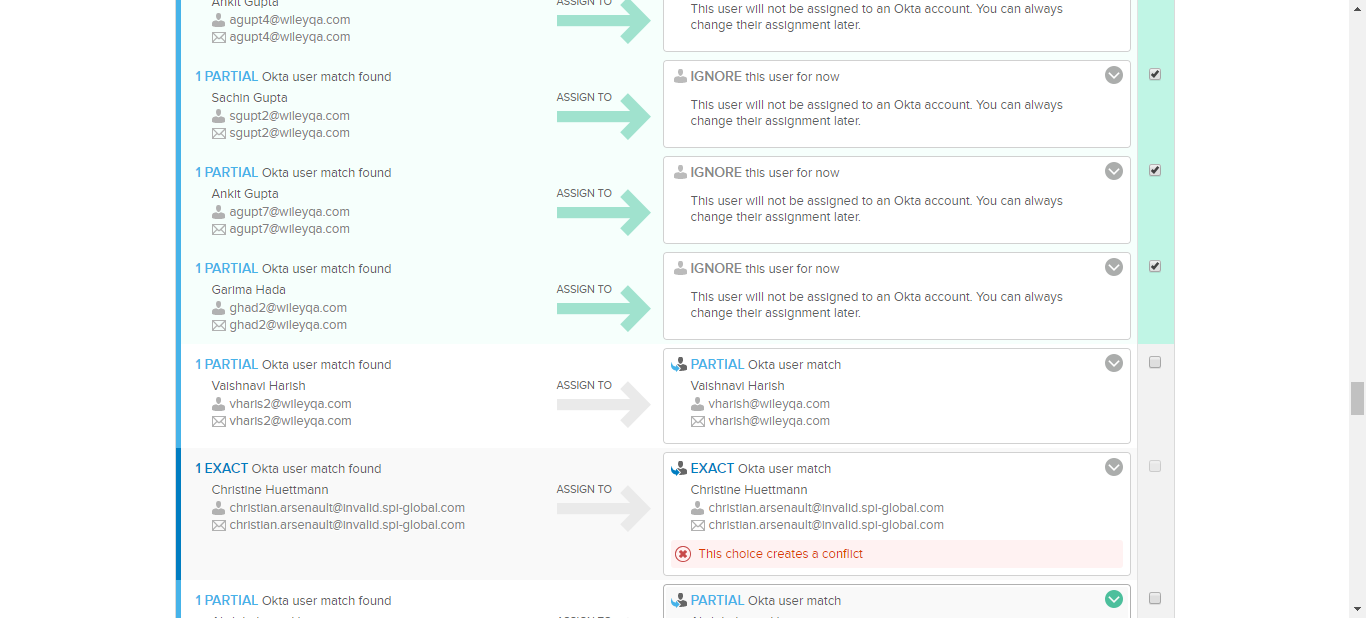 Ankit Gupta
agupt4@wileyqa.com
agupt4@wileyqa.com
ASSIGN TO
This user will not be assigned to an Okta account. You can always
change their assignment later.
1 PARTIAL Okta user match found
Sachin Gupta
sgupt2@wileyqa.com
sgupt2@wileyqa.com
ASSIGN TO
IGNORE this user for now
This user will not be assigned to an Okta account. You can always
change their assignment later.
1 PARTIAL Okta user match found
Ankit Gupta
agupt7@wileyqa.com
agupt7@wileyqa.com
ASSIGN TO
IGNORE this user for now
This user will not be assigned to an Okta account. You can always
change their assignment later.
1 PARTIAL Okta user match found
Garima Hada
ghad2@wileyqa.com
ghad2@wileyqa.com
ASSIGN TO
IGNORE this user for now
This user will not be assigned to an Okta account. You can always
change their assignment later.
1 PARTIAL Okta user match found
Vaishnavi Harish
vharis2@wileyqa.com
vharis2@wileyqa.com
ASSIGN TO
PARTIAL Okta user match
Vaishnavi Harish
vharish@wileyqa.com
vharish@wileyqa.com
1 EXACT Okta user match found
Christine Huettmann
christian.arsenault@invalid.spi-global.com
christian.arsenault@invalid.spi-global.com
ASSIGN TO
EXACT Okta user match
Christine Huettmann
christian.arsenault@invalid.spi-global.com
christian.arsenault@invalid.spi-global.com
This choice creates a conflict
1 PARTIAL Okta user match found
PARTIAL Okta user match